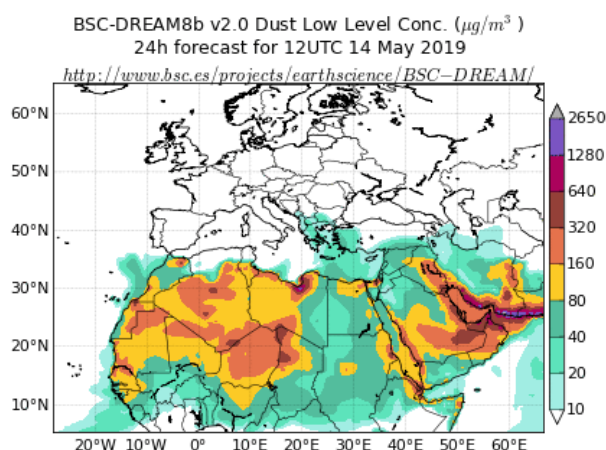 BSC-DREAM8b v2.0 Dust Low Level Conc. (μg/m³ )
24h forecast for 12UTC 14 May 2019
http://www.bsc.es/projects/earthscience/BSC−DREAM/
60°N
50°N
40°N
30°N
20°N
10°N
20°W
10°W
0°
10°E
20°E
30°E
40°E
50°E
60°E
2650
1280
640
320
160
80
40
20
10